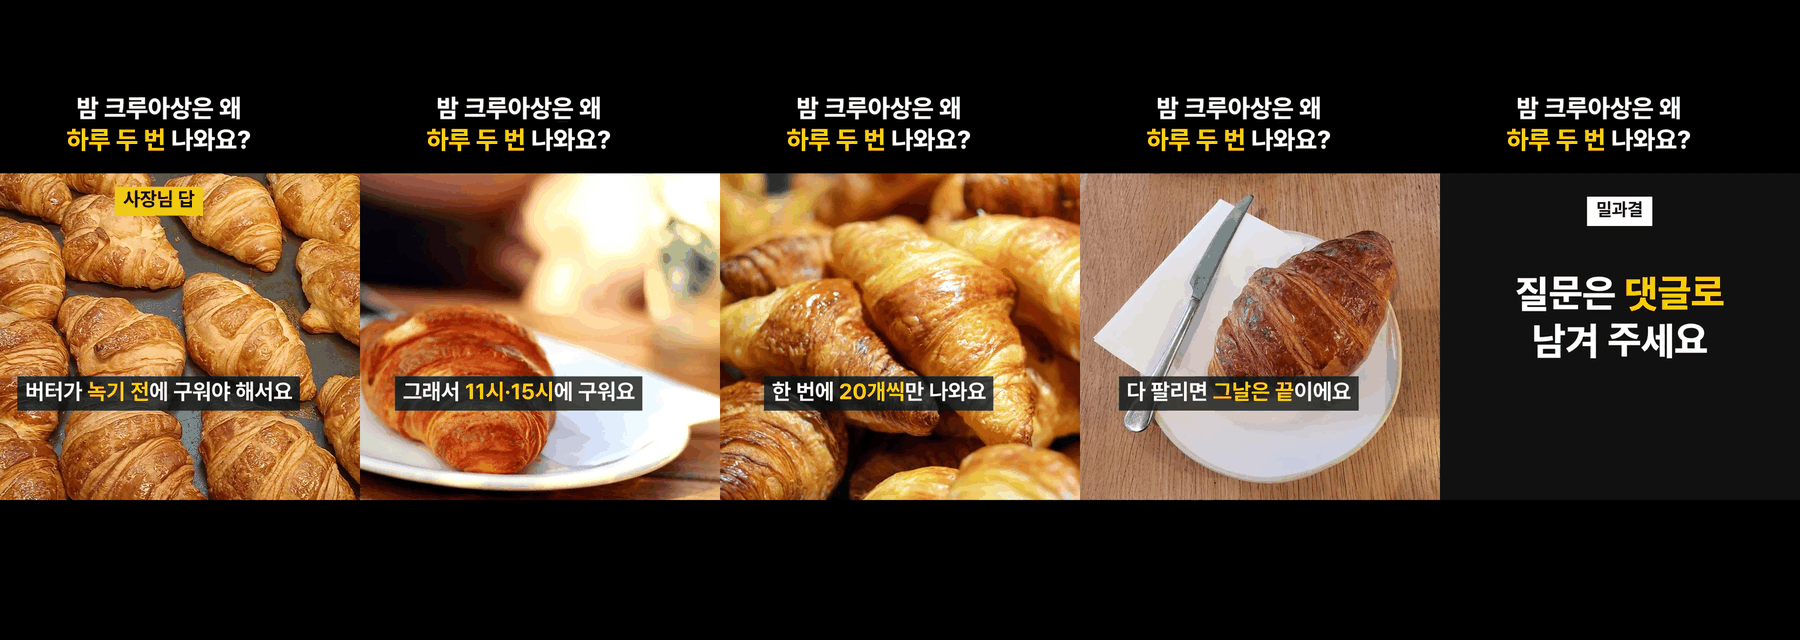 밤 크루아상은 왜
하루 두 번 나와요?
사장님 답
버터가 녹기 전에 구워야 해서요
밤 크루아상은 왜
하루 두 번 나와요?
그래서 11시·15시에 구워요
밤 크루아상은 왜
하루 두 번 나와요?
한 번에 20개씩만 나와요
밤 크루아상은 왜
하루 두 번 나와요?
다 팔리면 그날은 끝이에요
밤 크루아상은 왜
하루 두 번 나와요?
밀과결
질문은 댓글로
남겨 주세요